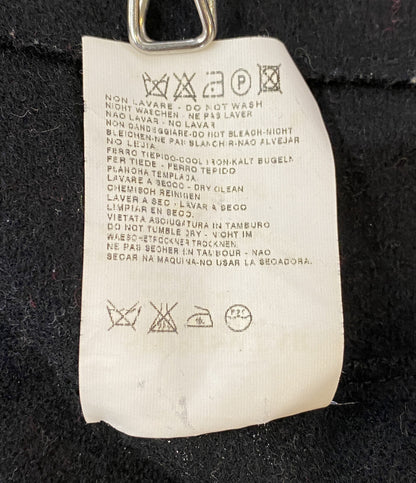 P
NON LAVARE - DO NOT WASH
NICHT WAECHEN - NE PAS LAVER
NAO LAVAR - NO LAVAR
NON CANDEGGIARE-DO NOT BLEACH-NICHT
BLEICHEN-NE PAS BLANCHIR-NAO ALVEJAR
NO LEJIA.
FERRO TIEPIDO-COOL IRON-KALT BUGELN
FER TIEDE - FERRO TEPIDO
PLANCHA TEMPLADA.
LAVARE A SECCO - DRY CLEAN
CHEMISCH REINIGEN
LAVER A SEC - LAVAR A SECO
LIMPIAR EN SECO.
VIETATA ASCIUGATURA IN TAMBURO
DO NOT TUMBLE DRY - NICHT IM
TROCKNEN.
NE PAS SECHER EN TAMBOUR - NAO
SECAR NA MAQUINA-NO USAR LA SECADORA.